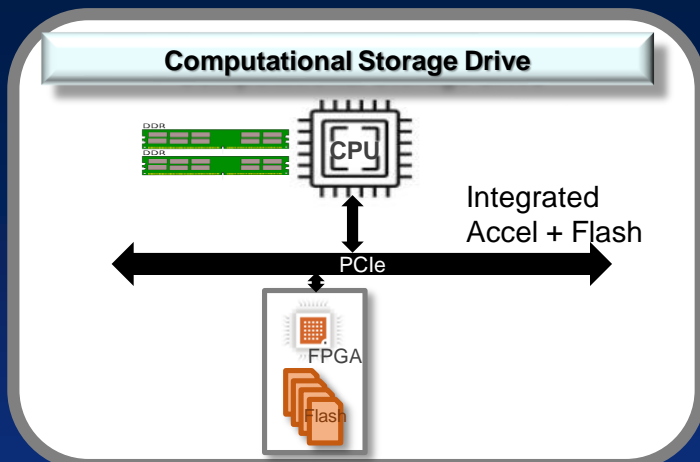 Computational Storage Drive
DDR
DDR
CPU
Integrated
Accel + Flash
PCIe
FPGA
Flash